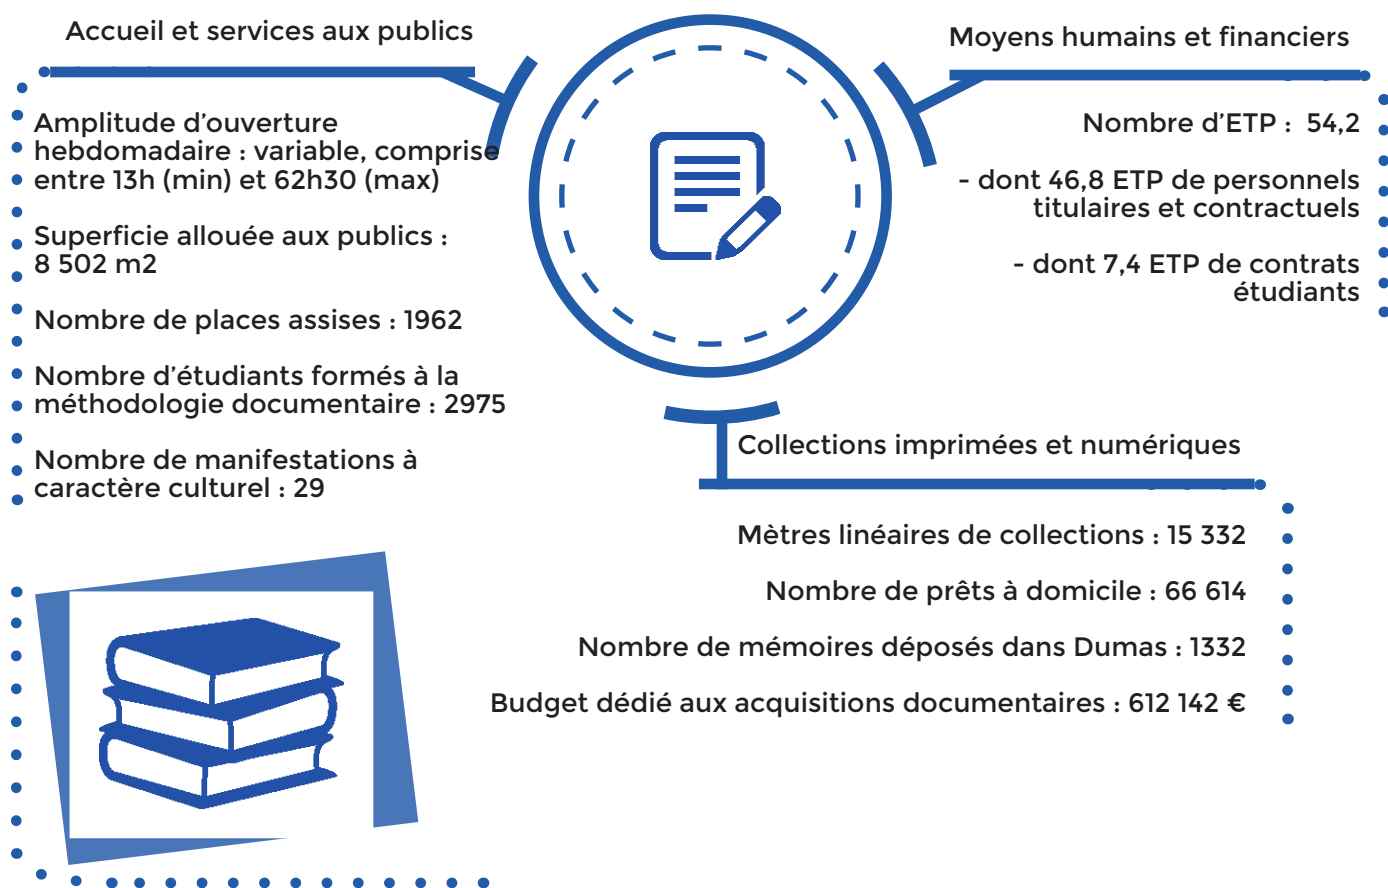 Accueil et services aux publics
Amplitude d’ouverture
hebdomadaire : variable, comprise
entre 13h (min) et 62h30 (max)
Superficie allouée aux publics :
8 502 m2
Nombre de places assises : 1962
Nombre d’étudiants formés à la
méthodologie documentaire : 2975
Nombre de manifestations à
caractère culturel : 29
Moyens humains et financiers
Nombre d’ETP :  54,2
- dont 46,8 ETP de personnels
titulaires et contractuels
- dont 7,4 ETP de contrats
étudiants
Collections imprimées et numériques
Mètres linéaires de collections : 15 332
Nombre de prêts à domicile : 66 614
Nombre de mémoires déposés dans Dumas : 1332
Budget dédié aux acquisitions documentaires : 612 142 €